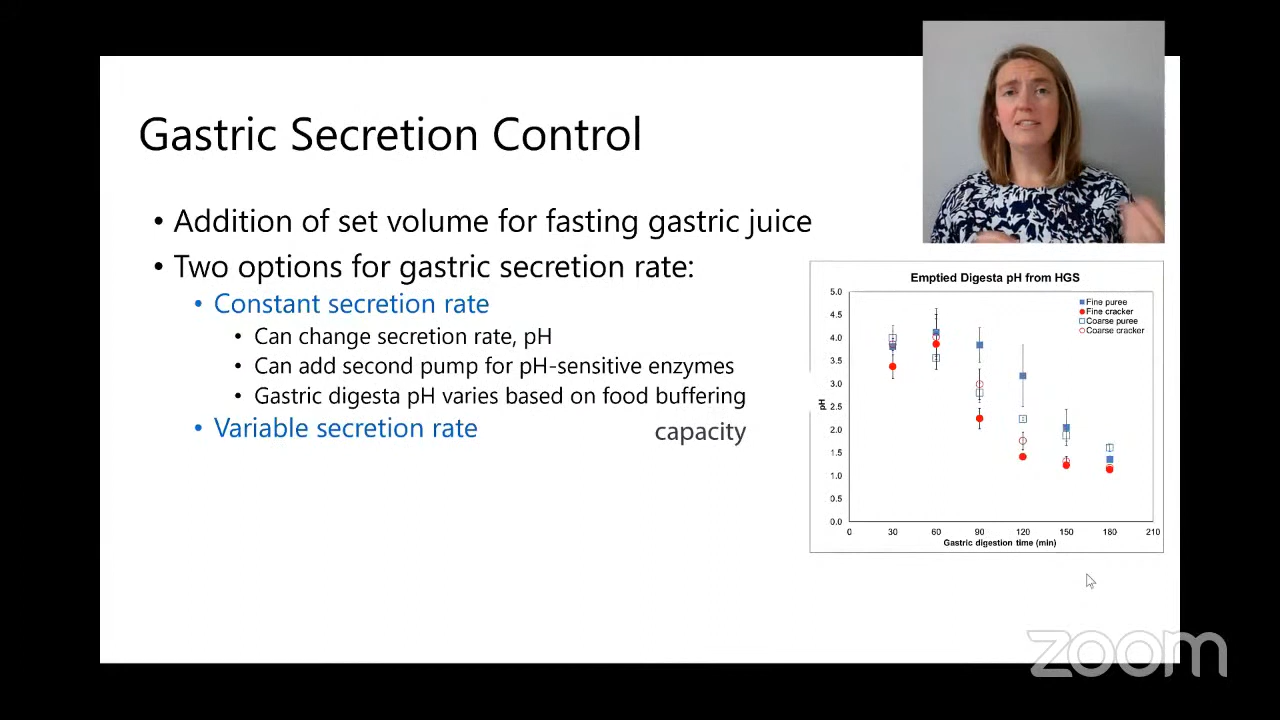 Gastric Secretion Control
• Addition of set volume for fasting gastric juice
• Two options for gastric secretion rate:
• Constant secretion rate
• Can change secretion rate, pH
• Can add second pump for pH-sensitive enzymes
• Gastric digesta pH varies based on food buffering
capacity
• Variable secretion rate
Emptied Digesta pH from HGS
Fine puree
Fine cracker
Coarse puree
Coarse cracker
5.0
4.5
4.0
3.5
3.0
2.5
2.0
1.5
1.0
0.5
0.0
pH
0 30 60 90 120 150 180 210
Gastric digestion time (min)
zoom